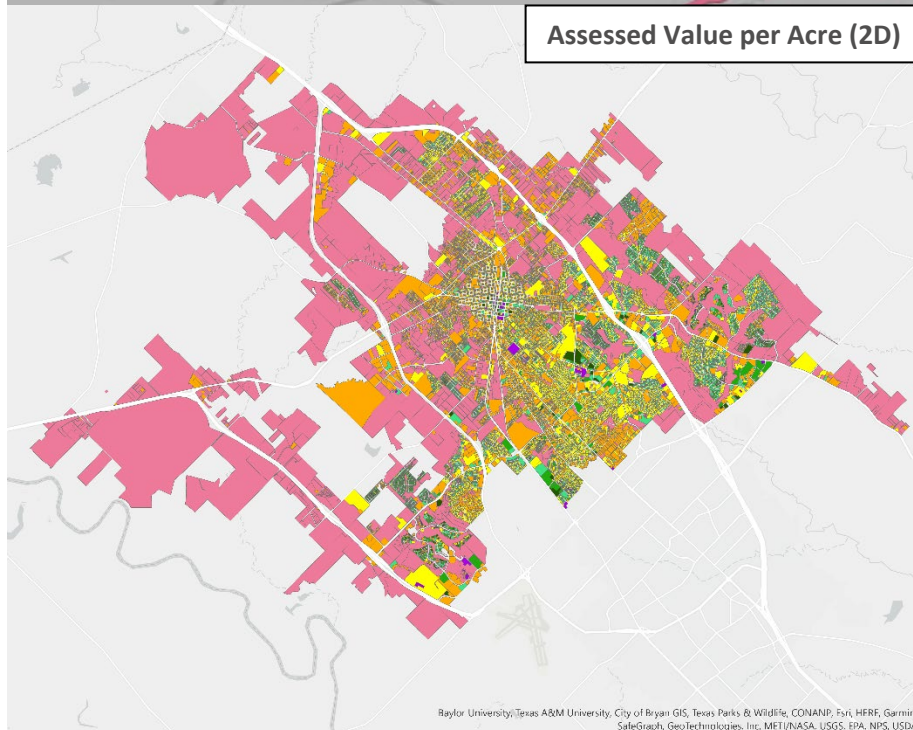 Assessed Value per Acre (2D)
Baylor University, Texas A&M University, City of Bryan GIS, Texas Parks & Wildlife, CONANP, Esri, HERE, Garmin
SafeGraph, GeoTechnologies, Inc, METI/NASA, USGS, EPA, NPS, USDA